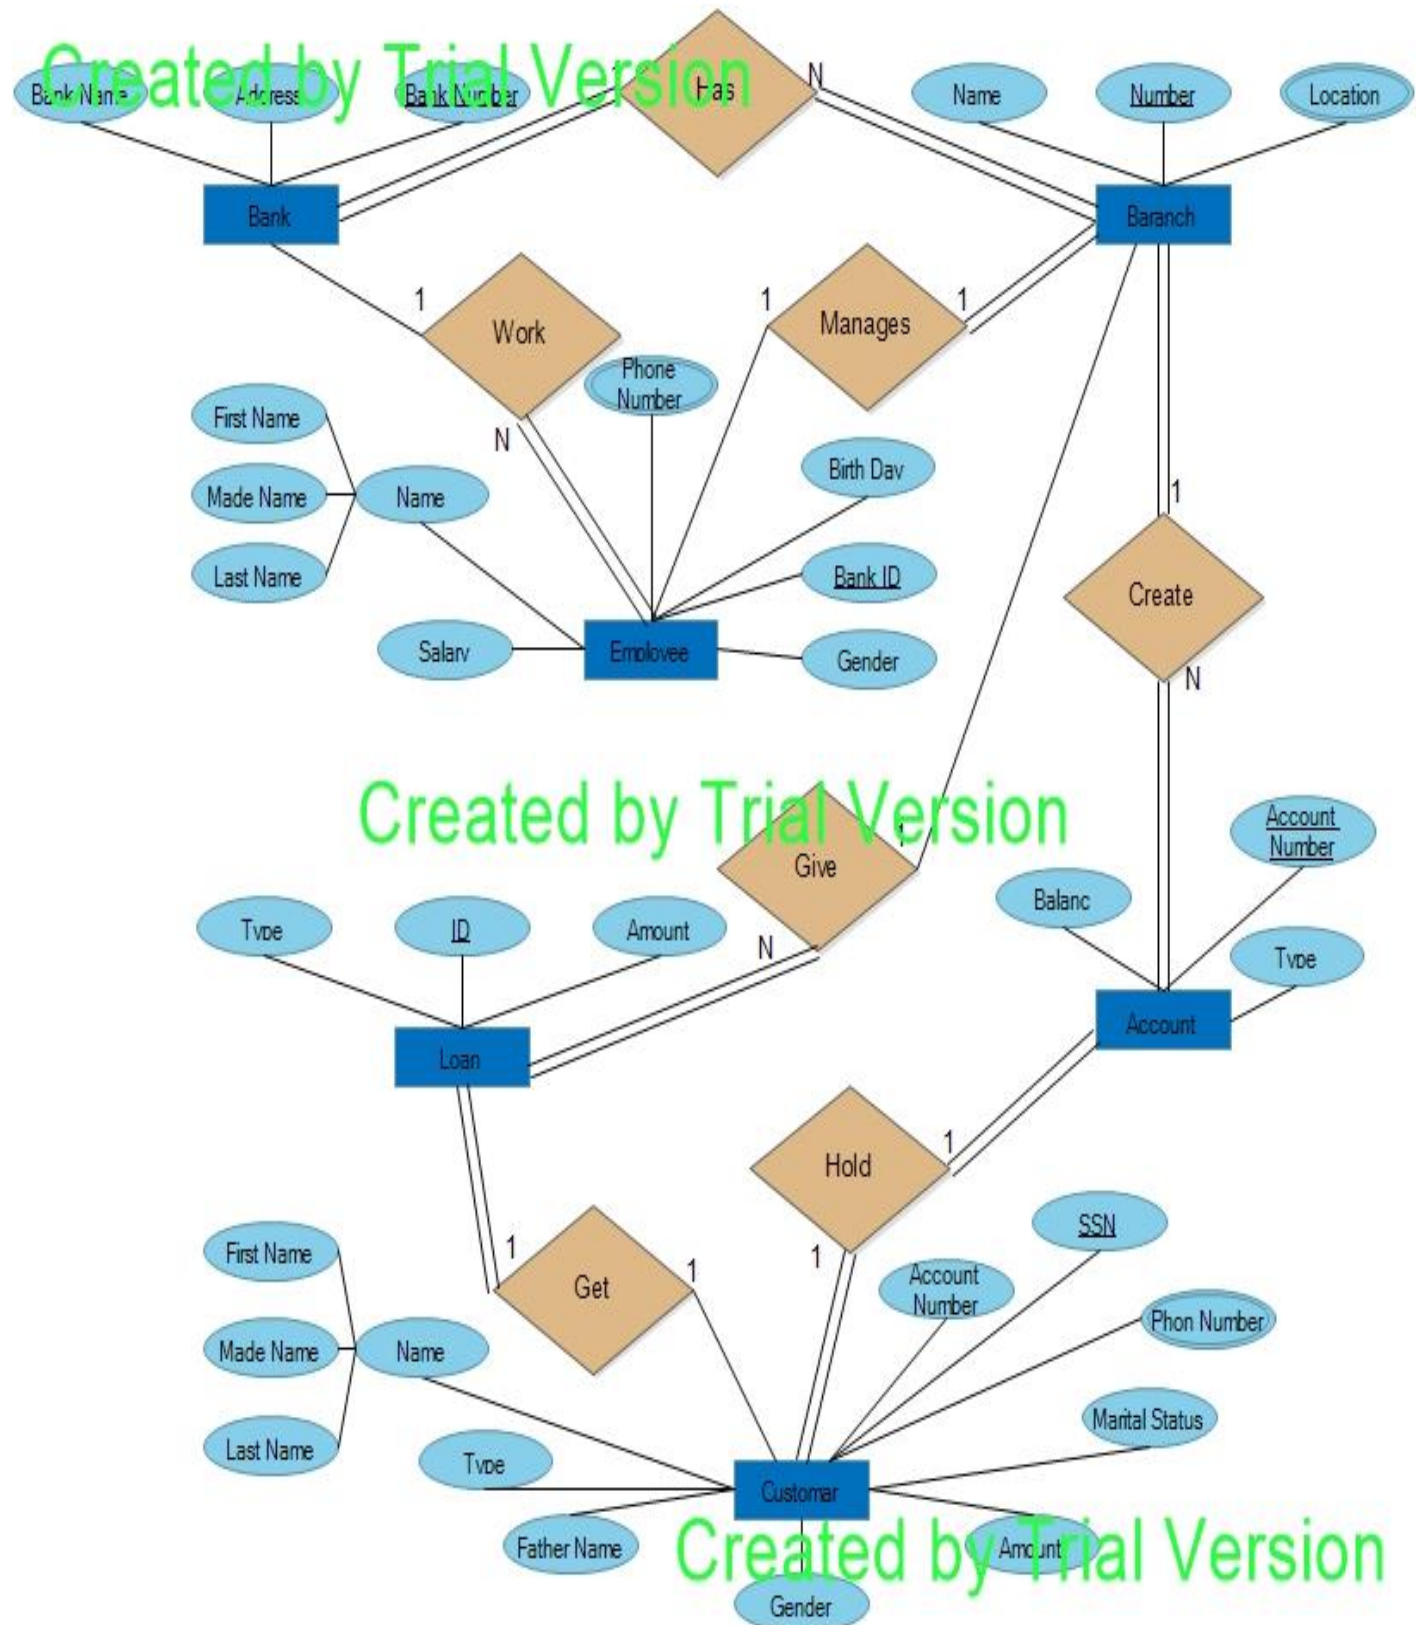 Created by Trial Version
Bank Name
Address
Bank Number
1
Has
N
Name
Number
Location
Bank
Baranch
1
Work
N
1
Manages
1
Phone
Number
First Name
Made Name
Last Name
Name
Birth Day
Bank ID
Salary
Employee
Gender
1
Create
N
Created by Trial Version
1
Give
N
Account
Number
Balanc
Type
Type
ID
Amount
Loan
Account
Hold
1
1
1
Get
1
SSN
Account
Number
Phon Number
First Name
Made Name
Last Name
Name
Marital Status
Type
Customar
Father Name
Amount
Created by Trial Version
Gender